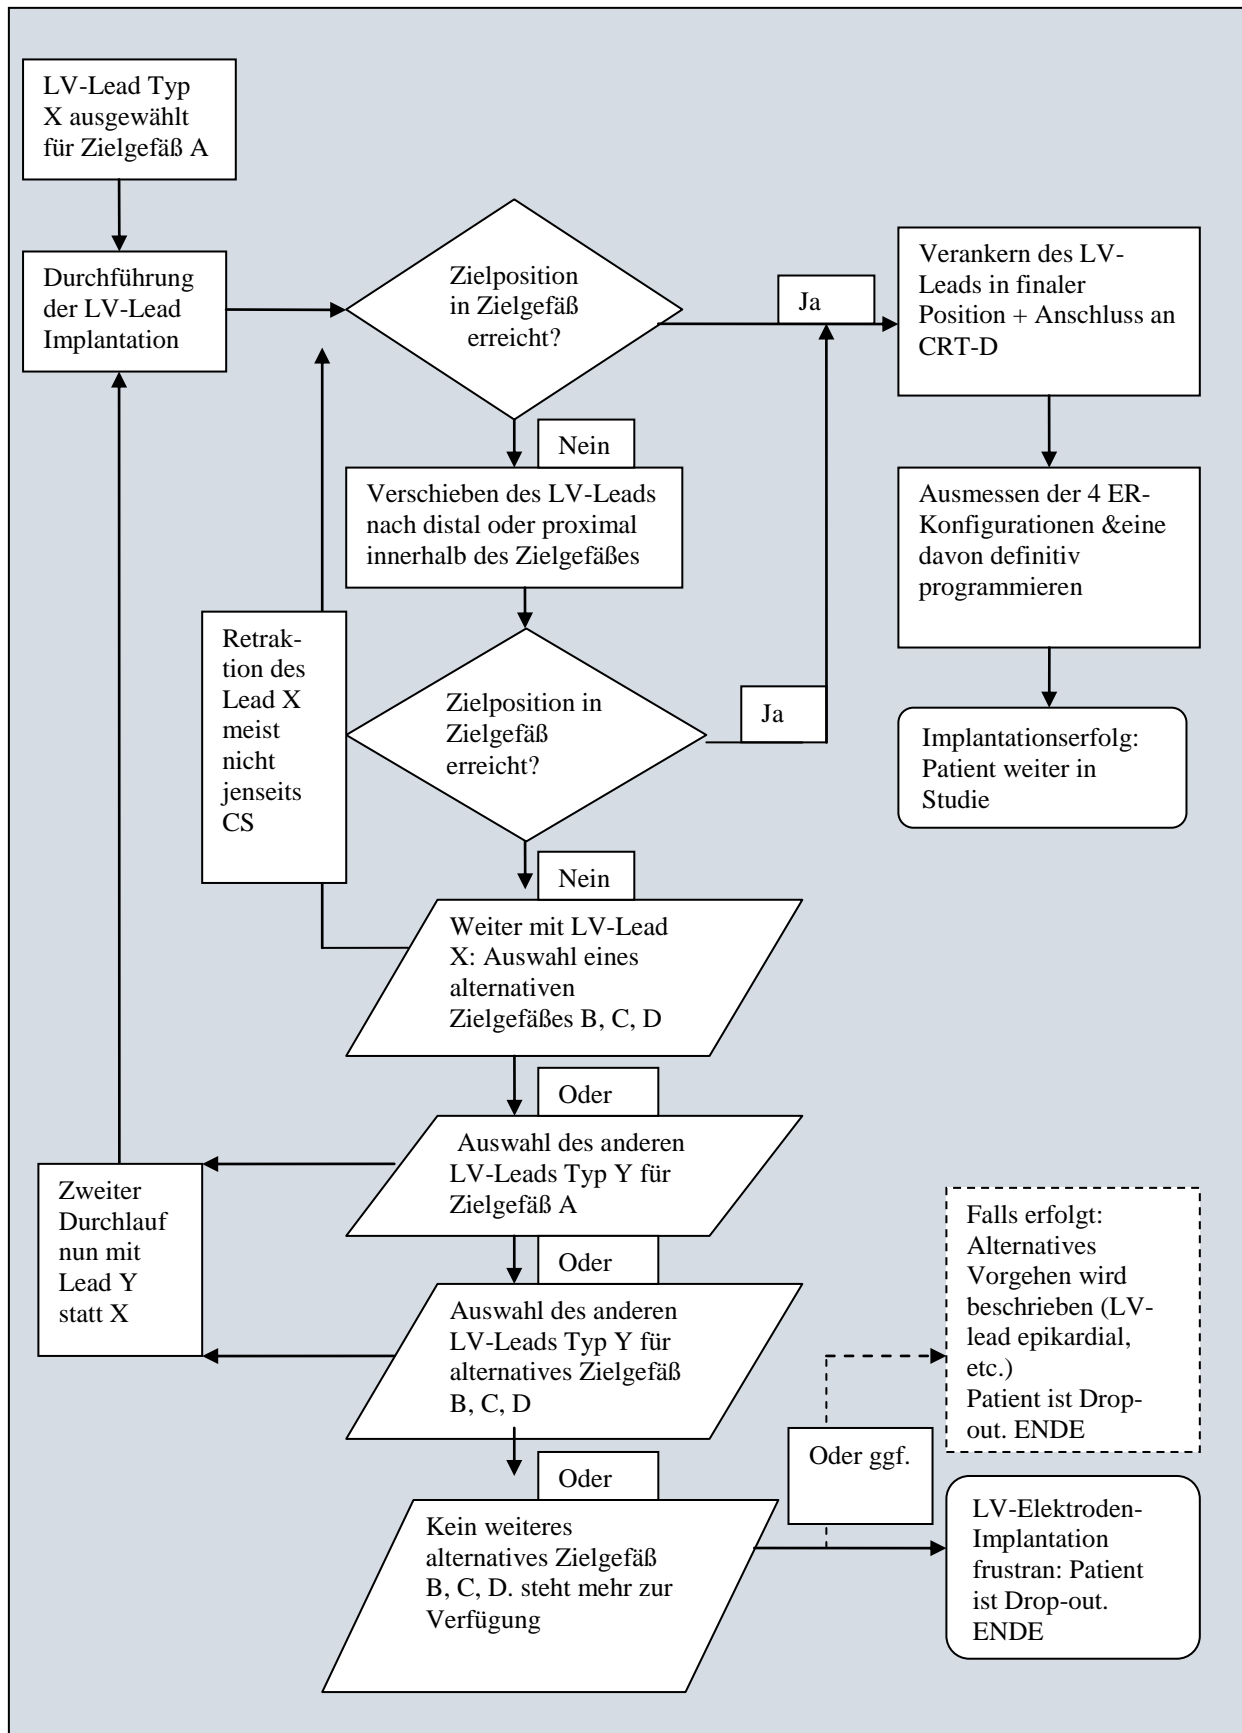 LV-Lead Typ
X ausgewählt
für Zielgefäß A
Durchführung
der LV-Lead
Implantation
Zielposition
in Zielgefäß
erreicht?
Ja
Verankern des LV-
Leads in finaler
Position + Anschluss an
CRT-D
Nein
Verschieben des LV-Leads
nach distal oder proximal
innerhalb des Zielgefäßes
Ausmessen der 4 ER-
Konfigurationen &eine
davon definitiv
programmieren
Retrak-
tion des
Lead X
meist
nicht
jenseits
CS
Zielposition in
Zielgefäß
erreicht?
Ja
Implantationserfolg:
Patient weiter in
Studie
Nein
Weiter mit LV-Lead
X: Auswahl eines
alternativen
Zielgefäßes B, C, D
Oder
Auswahl des anderen
LV-Leads Typ Y für
Zielgefäß A
Zweiter
Durchlauf
nun mit
Lead Y
statt X
Oder
Auswahl des anderen
LV-Leads Typ Y für
alternatives Zielgefäß
B, C, D
Falls erfolgt:
Alternatives
Vorgehen wird
beschrieben (LV-
lead epikardial,
etc.)
Patient ist Drop-
out. ENDE
Oder ggf.
Oder
Kein weiteres
alternatives Zielgefäß
B, C, D. steht mehr zur
Verfügung
LV-Elektroden-
Implantation
frustran: Patient
ist Drop-out.
ENDE